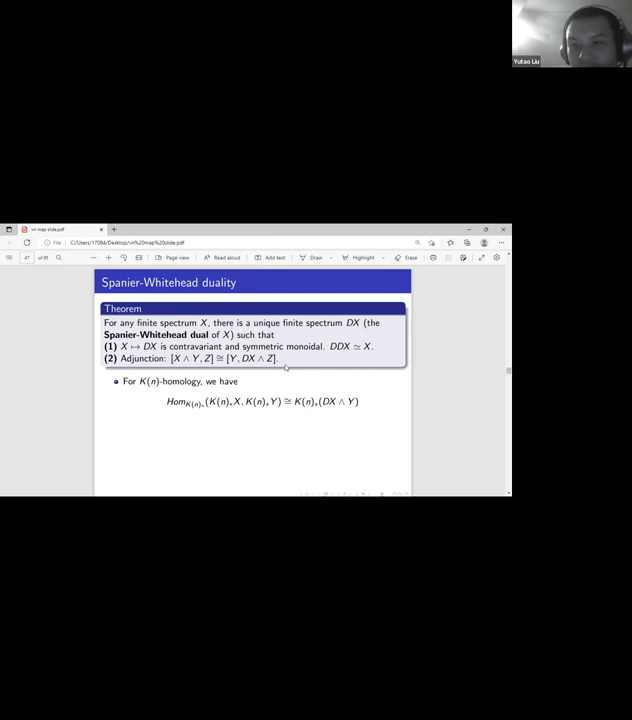 Yutao Liu
vn map slide.pdf
File
C:/Users/17084/Desktop/vn%20map%20slide.pdf
47 of 93
Page view
Read aloud
Add text
Draw
Highlight
Erase
Spanier-Whitehead duality
Theorem
For any finite spectrum X, there is a unique finite spectrum DX (the
Spanier-Whitehead dual of X) such that
(1) X ↦ DX is contravariant and symmetric monoidal. DDX ≃ X.
(2) Adjunction: [X ∧ Y, Z] ≅ [Y, DX ∧ Z].
For K(n)-homology, we have
Hom_{K(n)_*}(K(n)_*X, K(n)_*Y) ≅ K(n)_*(DX ∧ Y)